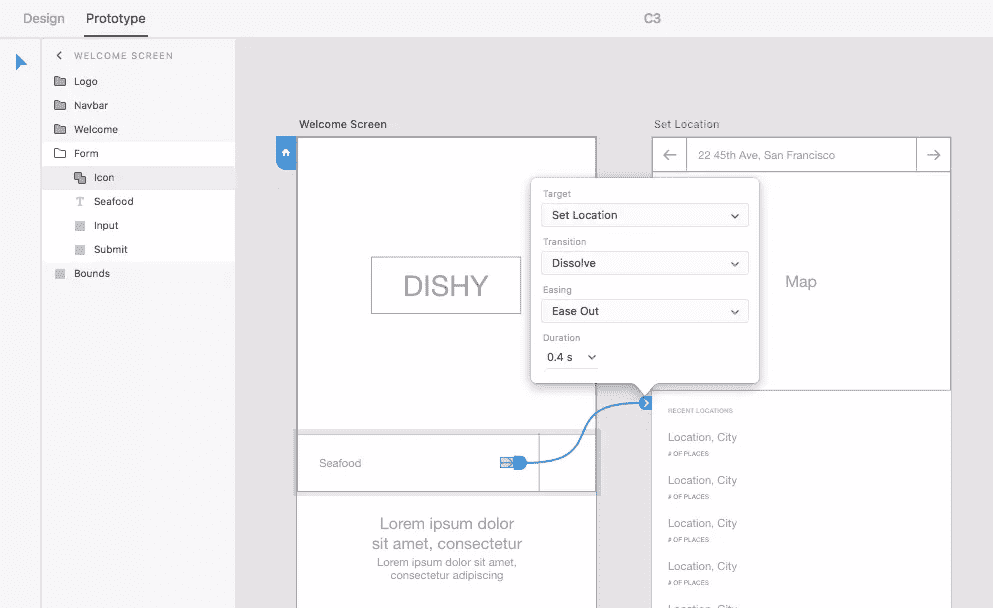 Design
Prototype
C3
WELCOME SCREEN
Logo
Navbar
Welcome
Form
Icon
T
Seafood
Input
Submit
Bounds
Welcome Screen
DISHY
Seafood
Lorem ipsum dolor
sit amet, consectetur
Lorem ipsum dolor sit amet,
consectetur adipiscing
Target
Set Location
Transition
Dissolve
Easing
Ease Out
Duration
0.4 s
Set Location
22 45th Ave, San Francisco
Map
RECENT LOCATIONS
Location, City
# OF PLACES
Location, City
# OF PLACES
Location, City
# OF PLACES
Location, City
# OF PLACES
Location, City